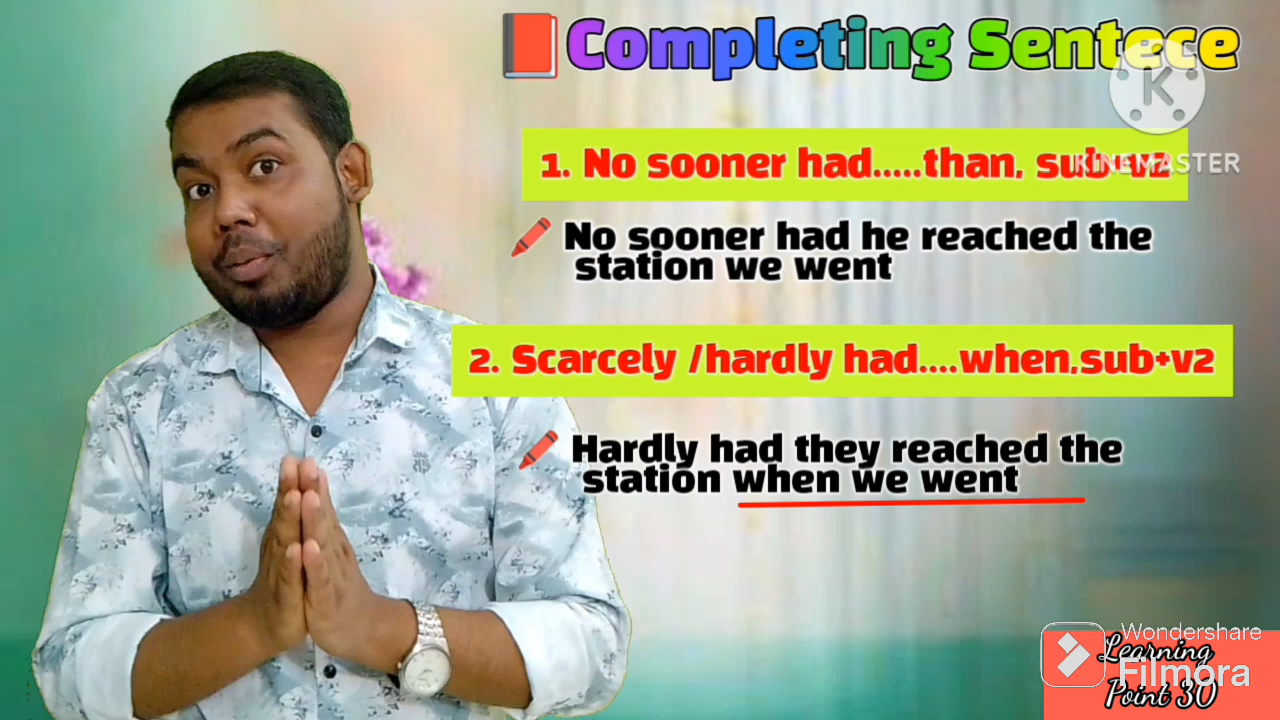 Completing Sentece
KINEMASTER
1. No sooner had.....than, sub+v2
No sooner had he reached the
station we went
2. Scarcely /hardly had....when,sub+v2
Hardly had they reached the
station when we went
Wondershare
Filmora
Learning
Point 30